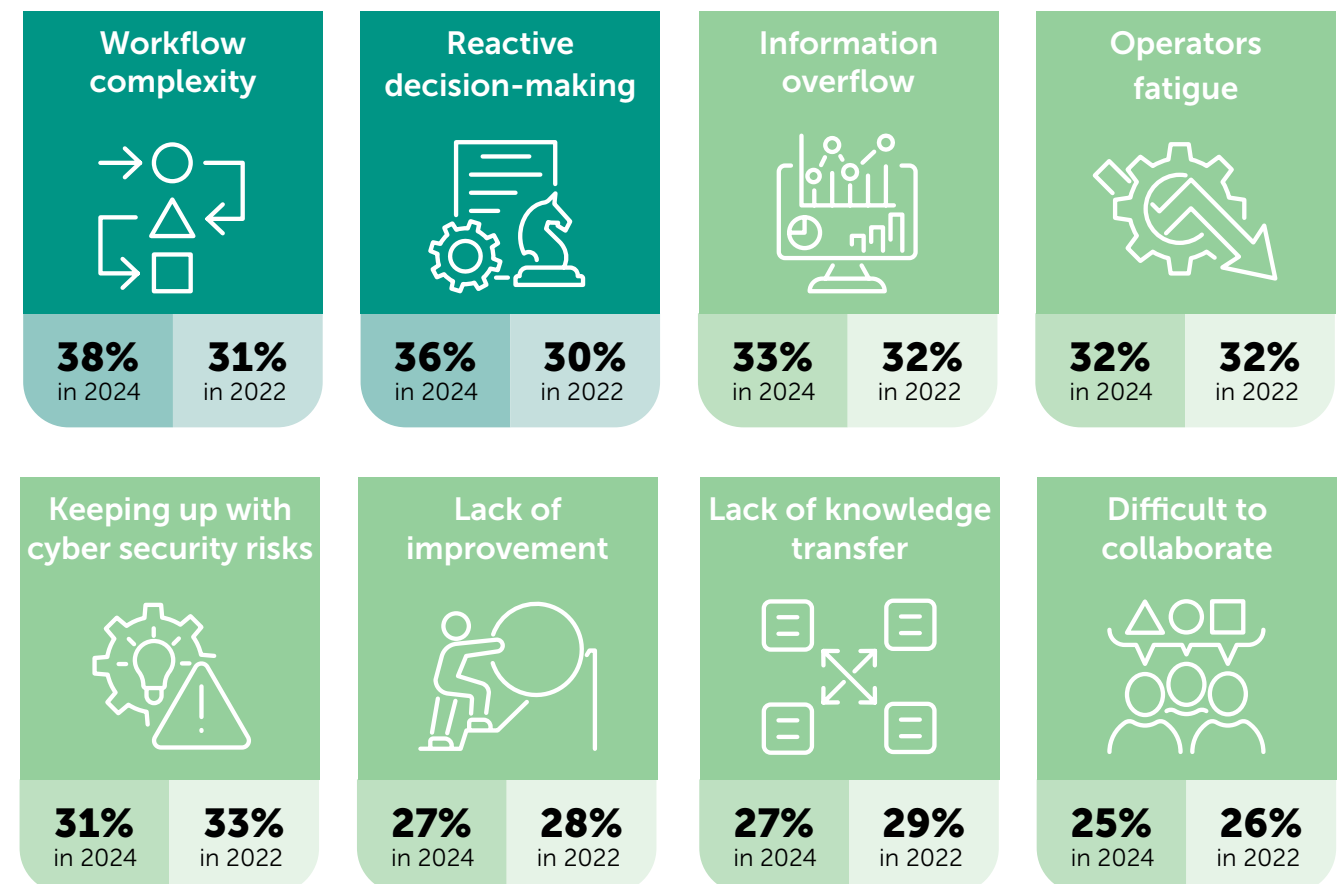 Workflow
complexity
38%
in 2024
31%
in 2022
Reactive
decision-making
36%
in 2024
30%
in 2022
Information
overflow
33%
in 2024
32%
in 2022
Operators
fatigue
32%
in 2024
32%
in 2022
Keeping up with
cyber security risks
31%
in 2024
33%
in 2022
Lack of
improvement
27%
in 2024
28%
in 2022
Lack of knowledge
transfer
27%
in 2024
29%
in 2022
Difficult to
collaborate
25%
in 2024
26%
in 2022